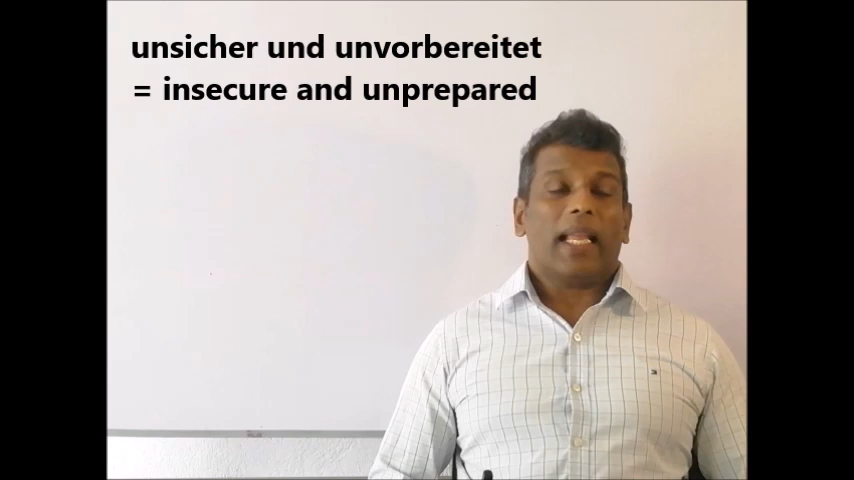 unsicher und unvorbereitet
= insecure and unprepared